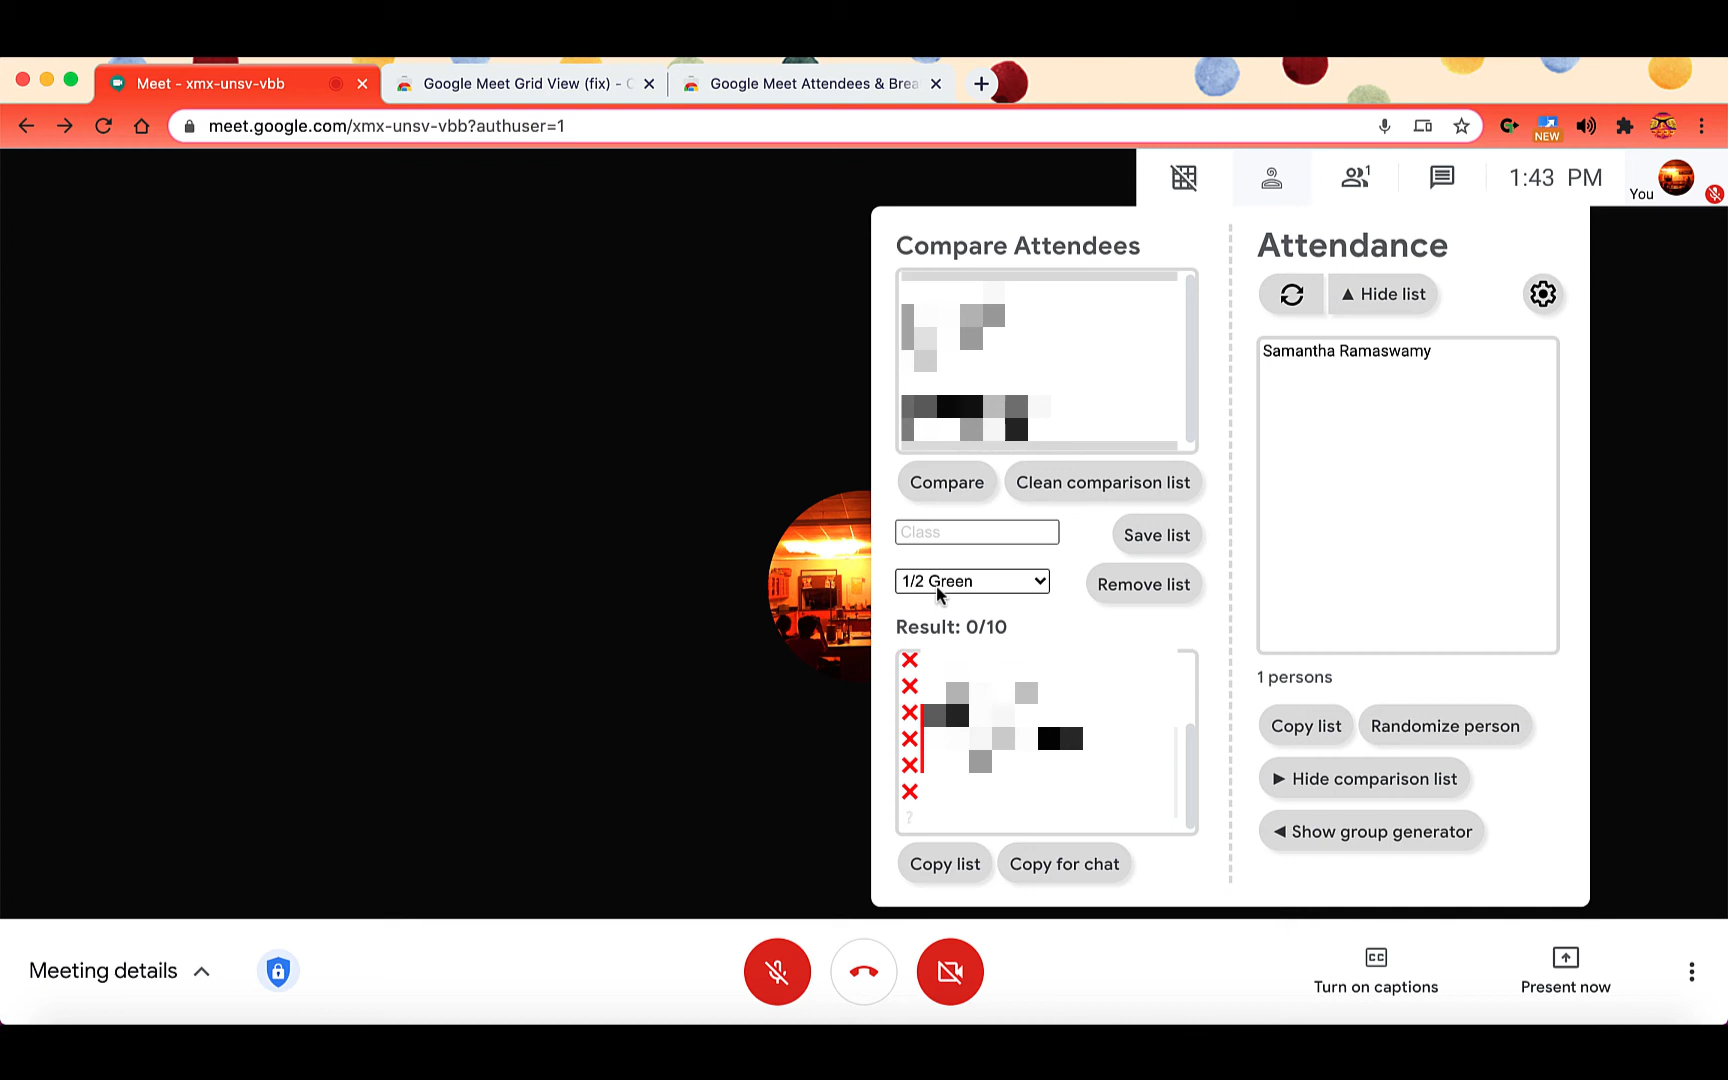 Meet - xmx-unsv-vbb
Google Meet Grid View (fix) - C
Google Meet Attendees & Brea
meet.google.com/xmx-unsv-vbb?authuser=1
NEW
1
1:43 PM
You
Compare Attendees
Attendance
▲ Hide list
Samantha Ramaswamy
Compare
Clean comparison list
Class
Save list
1/2 Green
Remove list
Result: 0/10
?
1 persons
Copy list
Randomize person
▶ Hide comparison list
◀ Show group generator
Copy list
Copy for chat
Meeting details
CC
Turn on captions
Present now